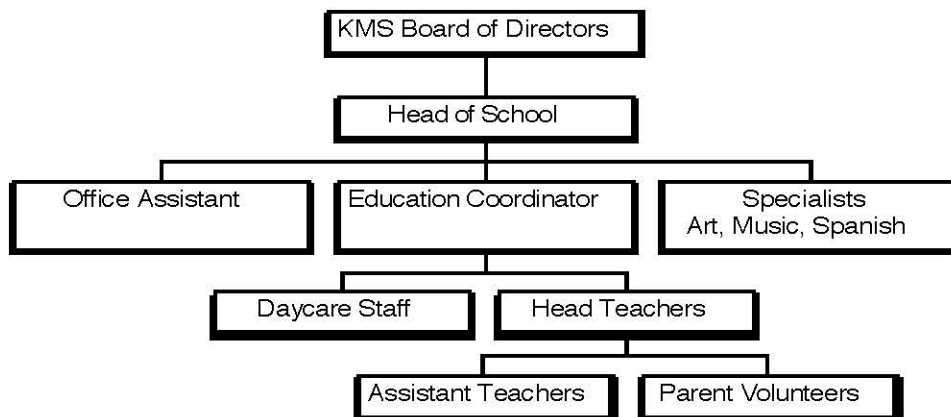 KMS Board of Directors
Head of School
Office Assistant
Education Coordinator
Specialists
Art, Music, Spanish
Daycare Staff
Head Teachers
Assistant Teachers
Parent Volunteers